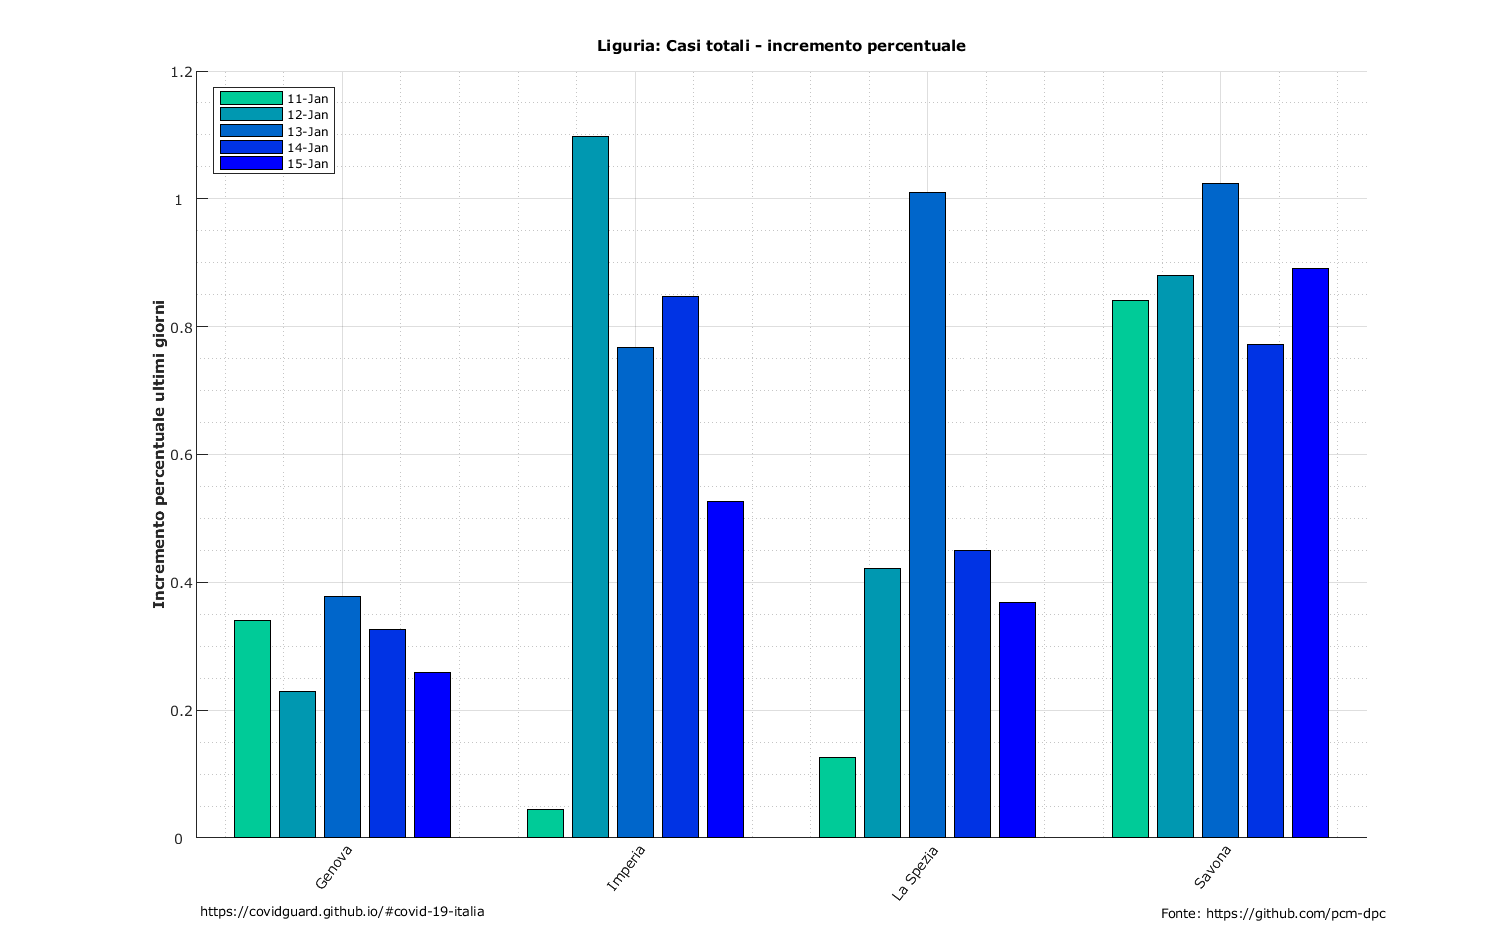 Liguria: Casi totali - incremento percentuale
1.2
1
0.8
0.6
0.4
0.2
0
Incremento percentuale ultimi giorni
11-Jan
12-Jan
13-Jan
14-Jan
15-Jan
Genova
Imperia
La Spezia
Savona
https://covidguard.github.io/#covid-19-italia
Fonte: https://github.com/pcm-dpc